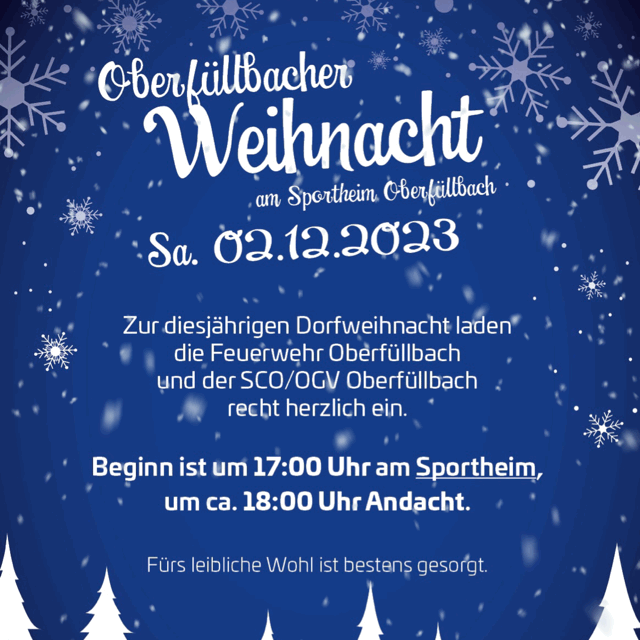 Oberfüllbacher
Weihnacht
am Sportheim Oberfüllbach
Sa. 02.12.2023
Zur diesjährigen Dorfweihnacht laden
die Feuerwehr Oberfüllbach
und der SCO/OGV Oberfüllbach
recht herzlich ein.
Beginn ist um 17:00 Uhr am Sportheim,
um ca. 18:00 Uhr Andacht.
Fürs leibliche Wohl ist bestens gesorgt.